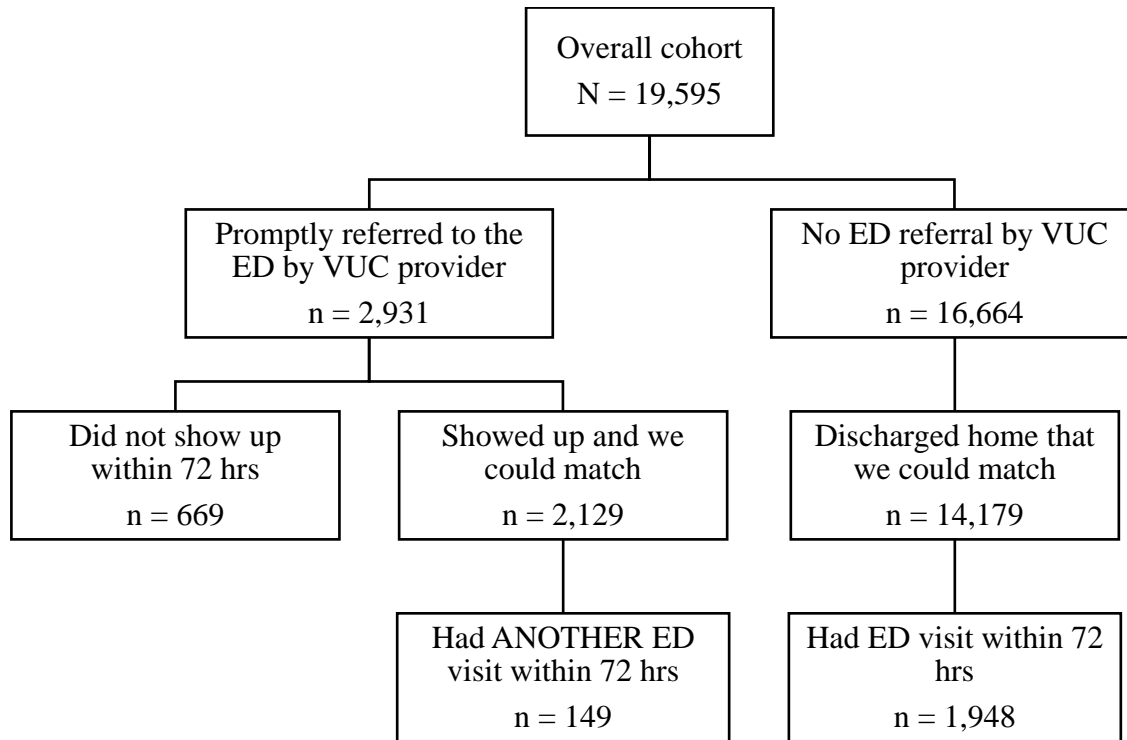 Overall cohort
N = 19,595
Promptly referred to the
ED by VUC provider
n = 2,931
No ED referral by VUC
provider
n = 16,664
Did not show up
within 72 hrs
n = 669
Showed up and we
could match
n = 2,129
Discharged home that
we could match
n = 14,179
Had ANOTHER ED
visit within 72 hrs
n = 149
Had ED visit within 72
hrs
n = 1,948